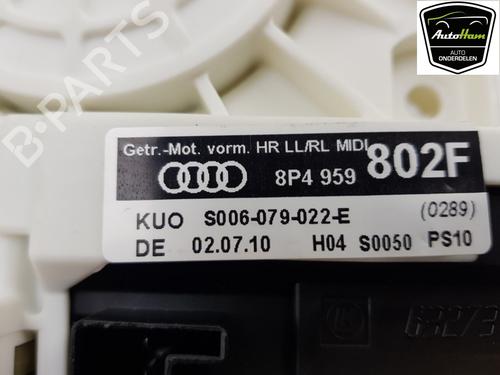 AutoHam
AUTO
ONDERDELEN
B-PARTS
Getr.-Mot. vorm. HR LL/RL MIDI
8P4 959 802F
KUO S006-079-022-E (0289)
DE 02.07.10 H04 S0050 PS10